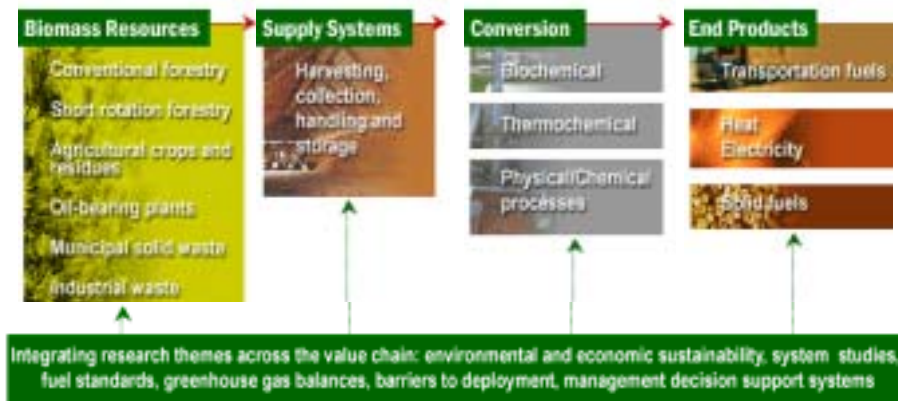 Biomass Resources
Conventional forestry
Short rotation forestry
Agricultural crops and
residues
Oil-bearing plants
Municipal solid waste
Industrial waste
Supply Systems
Harvesting,
collection,
handling and
storage
Conversion
Biochemical
Thermochemical
Physical/Chemical
processes
End Products
Transportation fuels
Heat
Electricity
Solid fuels
Integrating research themes across the value chain: environmental and economic sustainability, system studies,
fuel standards, greenhouse gas balances, barriers to deployment, management decision support systems